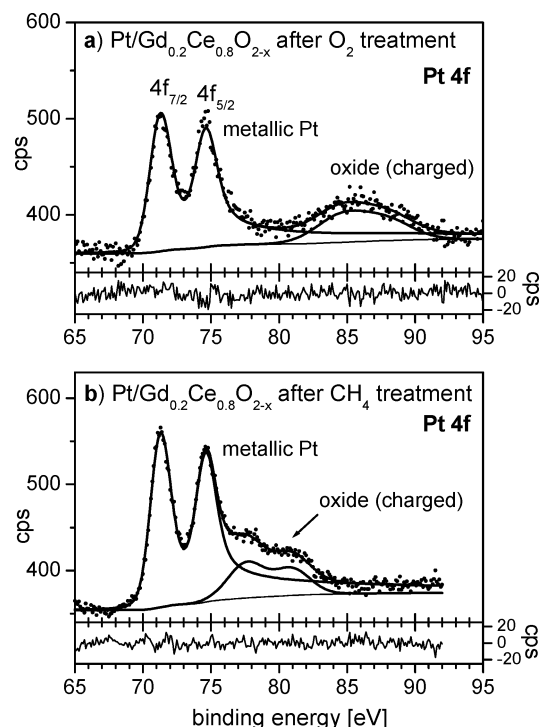 600
a) Pt/Gd0.2Ce0.8O2-x after O2 treatment
Pt 4f
4f7/2 4f5/2
500
metallic Pt
cps
oxide (charged)
400
20
0
-20
cps
65 70 75 80 85 90 95
600
b) Pt/Gd0.2Ce0.8O2-x after CH4 treatment
Pt 4f
metallic Pt
500
oxide (charged)
cps
400
20
0
-20
cps
65 70 75 80 85 90 95
binding energy [eV]